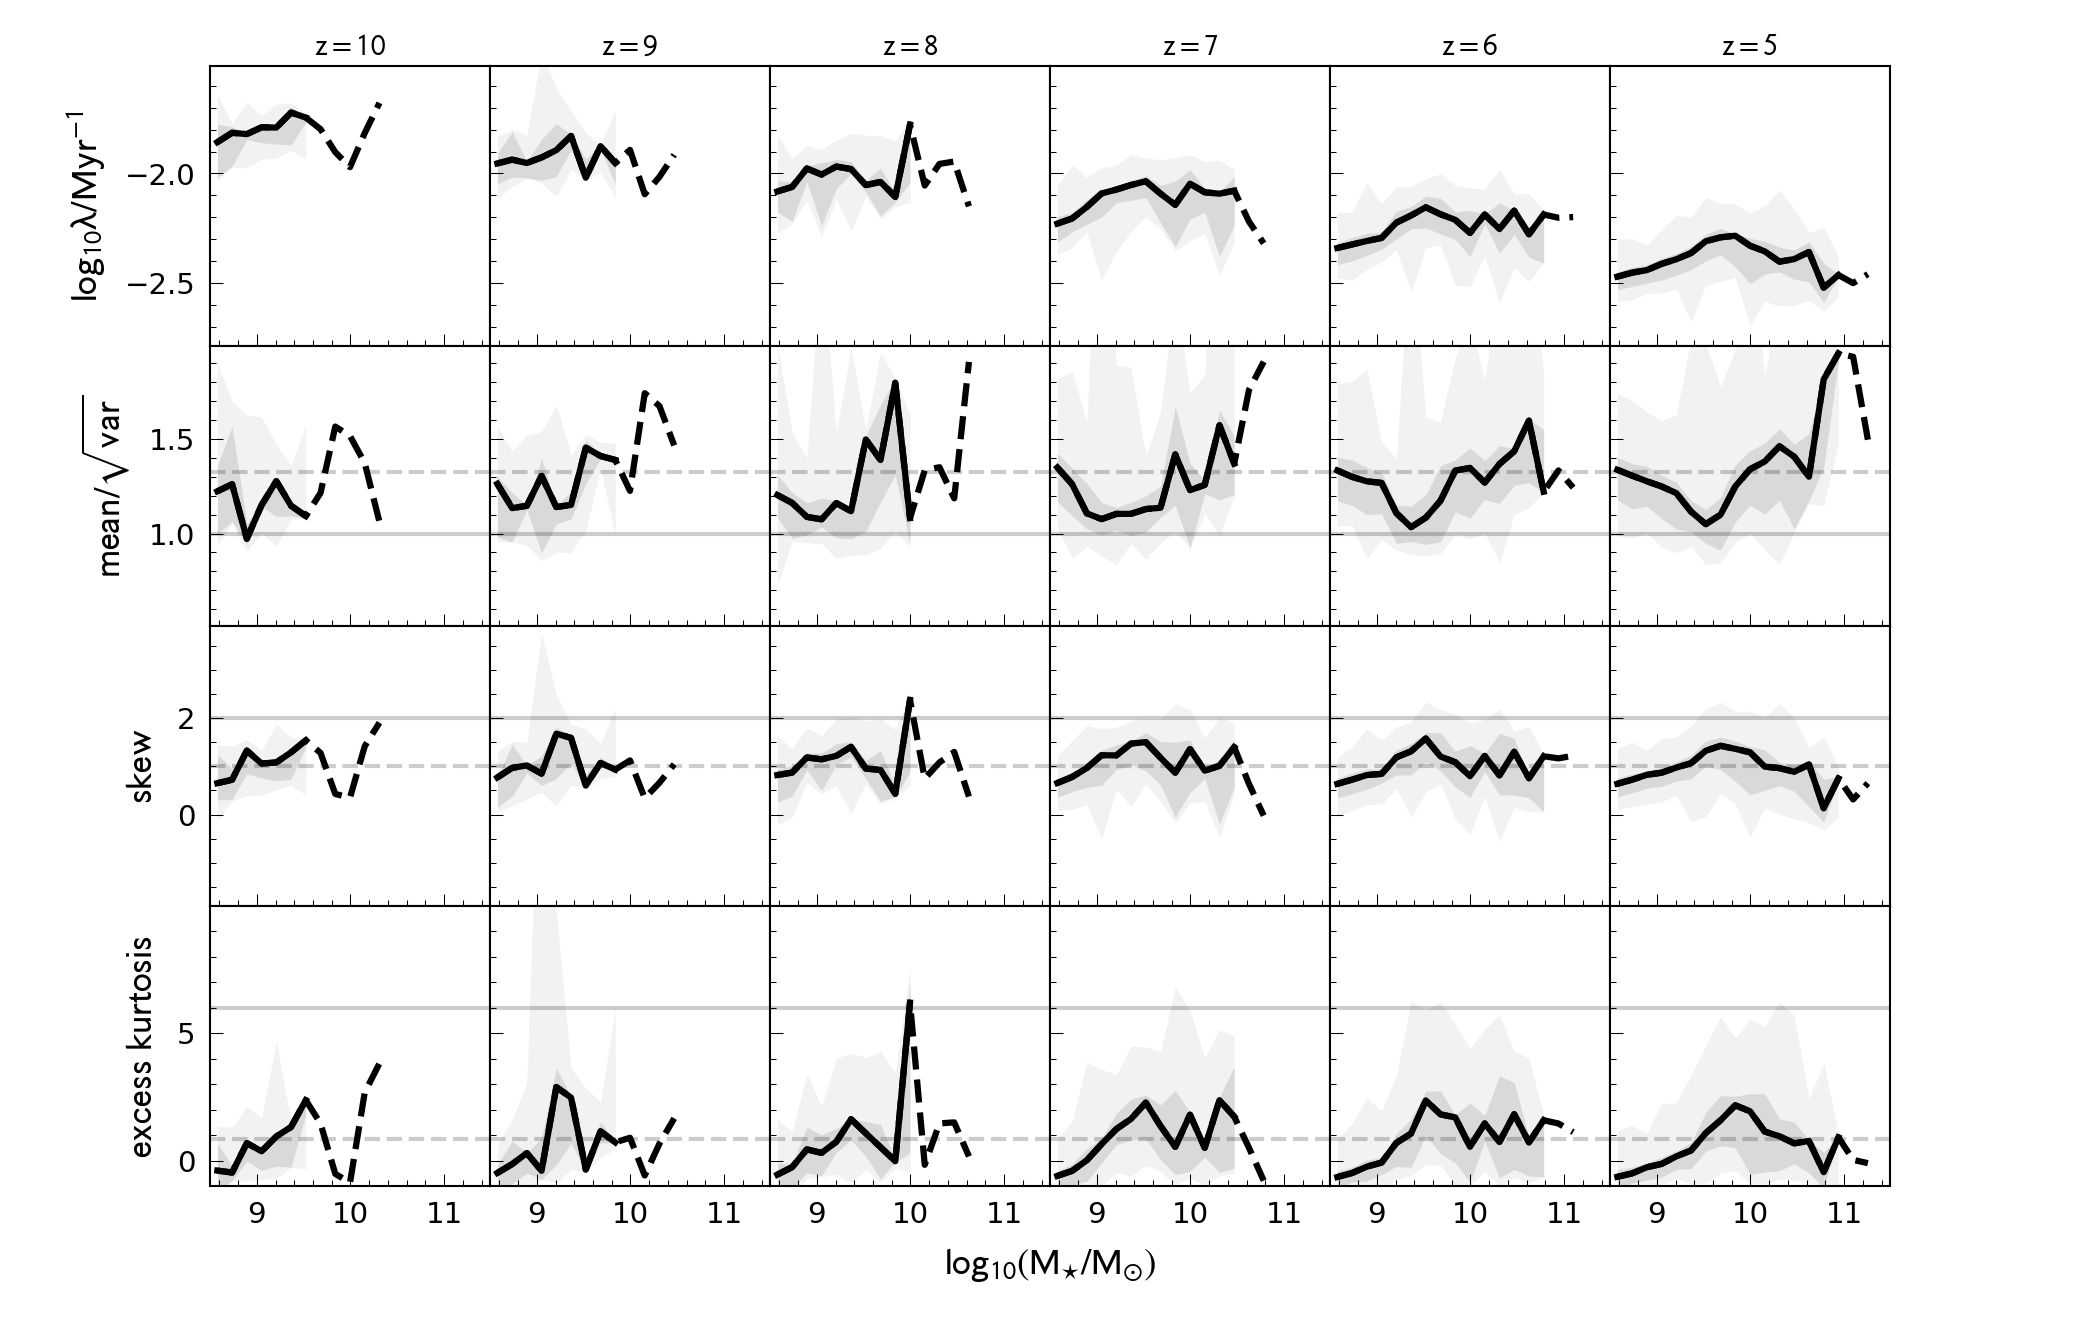 z=10 z=9 z=8 z=7 z=6 z=5
log₁₀λ/Myr⁻¹
−2.0
−2.5
mean/√var
1.5
1.0
skew
2
0
excess kurtosis
5
0
9 10 11 9 10 11 9 10 11 9 10 11 9 10 11 9 10 11
log₁₀(M⋆/M⊙)